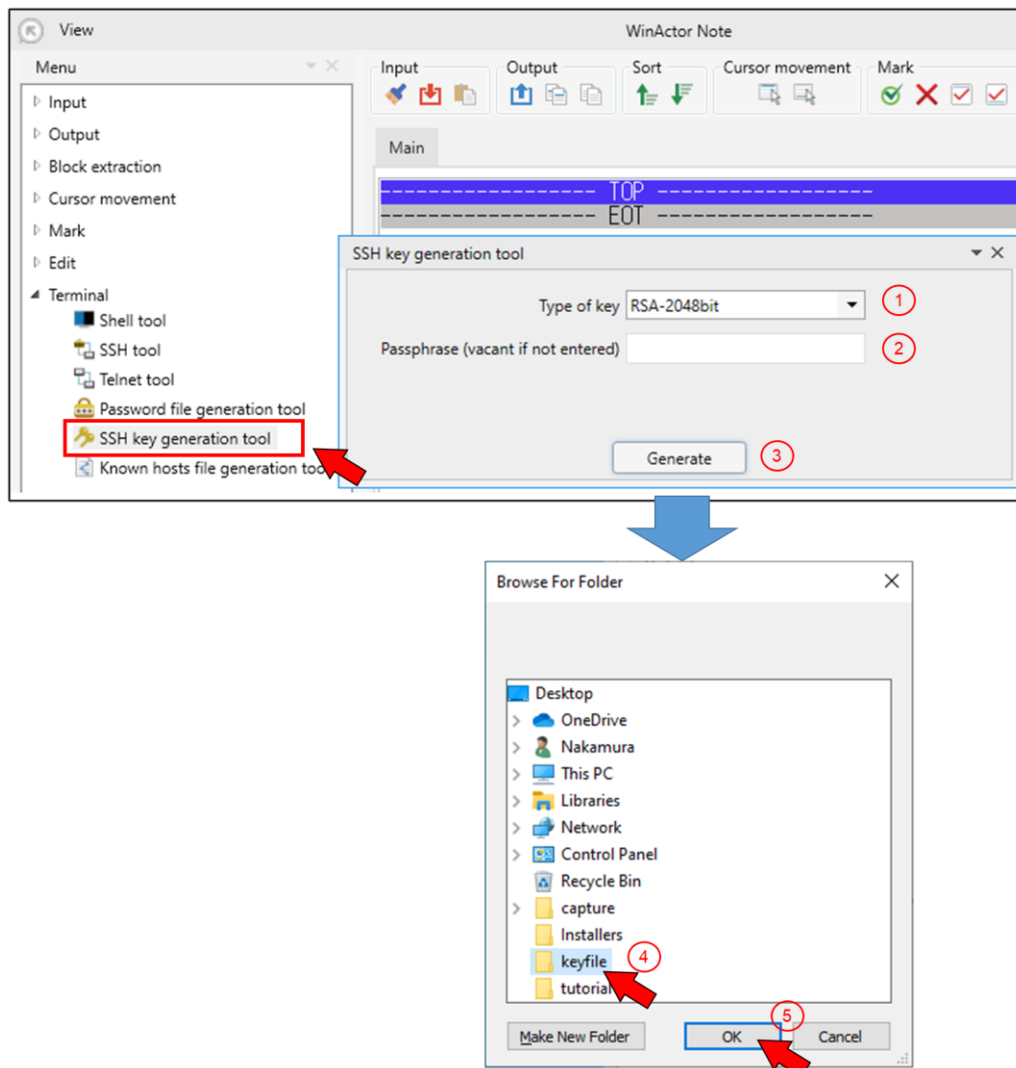 View
WinActor Note
Menu
Input
Output
Sort
Cursor movement
Mark
Input
Output
Block extraction
Cursor movement
Mark
Edit
Terminal
Shell tool
SSH tool
Telnet tool
Password file generation tool
SSH key generation tool
Known hosts file generation too
Main
------------------ TOP ------------------
------------------ EOT ------------------
SSH key generation tool
Type of key RSA-2048bit 1
Passphrase (vacant if not entered) 2
Generate 3
Browse For Folder
Desktop
OneDrive
Nakamura
This PC
Libraries
Network
Control Panel
Recycle Bin
capture
Installers
keyfile 4
tutorial
5
Make New Folder OK Cancel